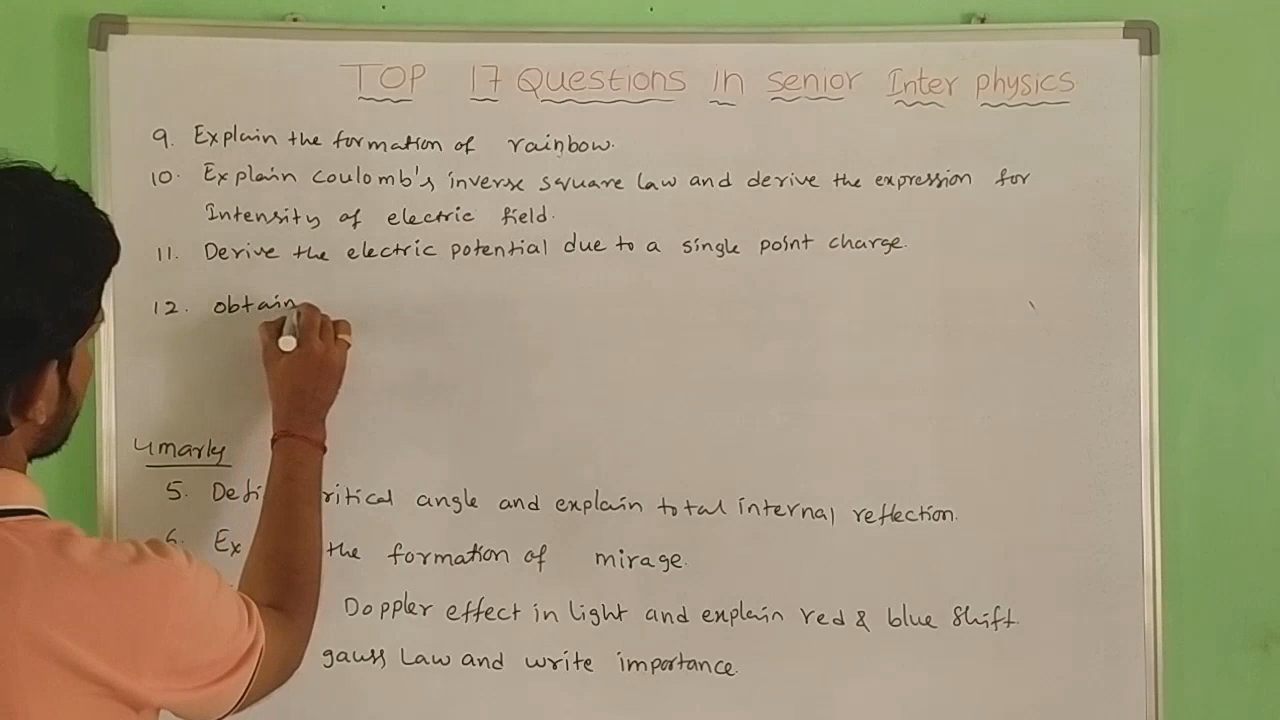 TOP 17 Questions in senior Inter physics
9. Explain the formation of rainbow.
10. Explain coulomb's inverse square law and derive the expression for
Intensity of electric field.
11. Derive the electric potential due to a single point charge.
12. obtain
4marks
5. Defi ritical angle and explain total internal reflection.
6. Ex the formation of mirage.
Doppler effect in light and explain red & blue shift.
gauss law and write importance.